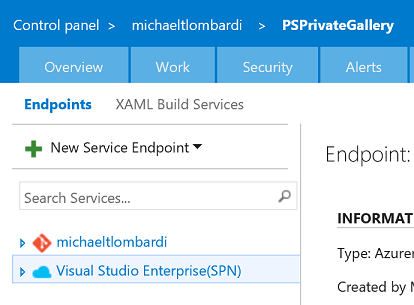 Control panel > michaeltlombardi > PSPrivateGallery
Overview Work Security Alerts
Endpoints XAML Build Services
New Service Endpoint
Endpoint:
Search Services...
INFORMAT
michaeltlombardi
Type: Azurer
Visual Studio Enterprise(SPN)
Created by M